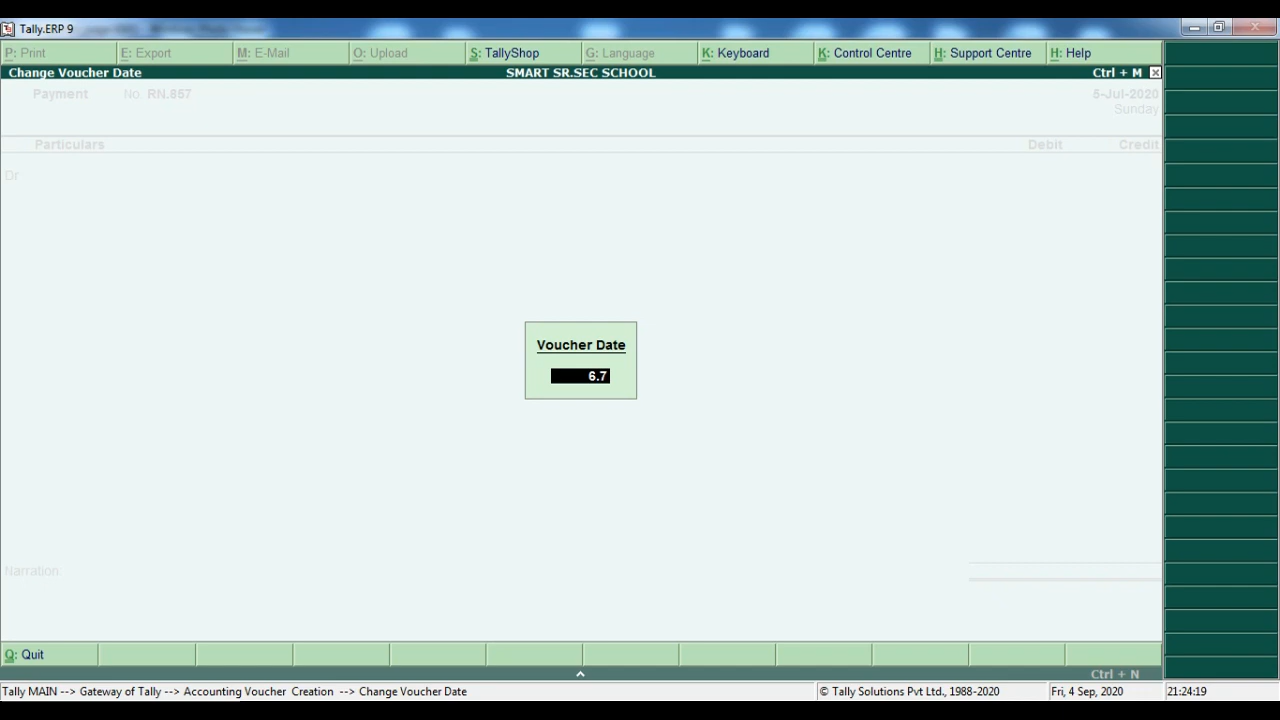 Tally.ERP 9
P: Print E: Export M: E-Mail O: Upload S: TallyShop G: Language K: Keyboard K: Control Centre H: Support Centre H: Help
Change Voucher Date SMART SR.SEC SCHOOL Ctrl + M
Payment No. RN.857 5-Jul-2020
Sunday
Particulars Debit Credit
Dr
Voucher Date
6.7
Narration:
Q: Quit
Ctrl + N
Tally MAIN --> Gateway of Tally --> Accounting Voucher Creation --> Change Voucher Date © Tally Solutions Pvt Ltd., 1988-2020 Fri, 4 Sep, 2020 21:24:19